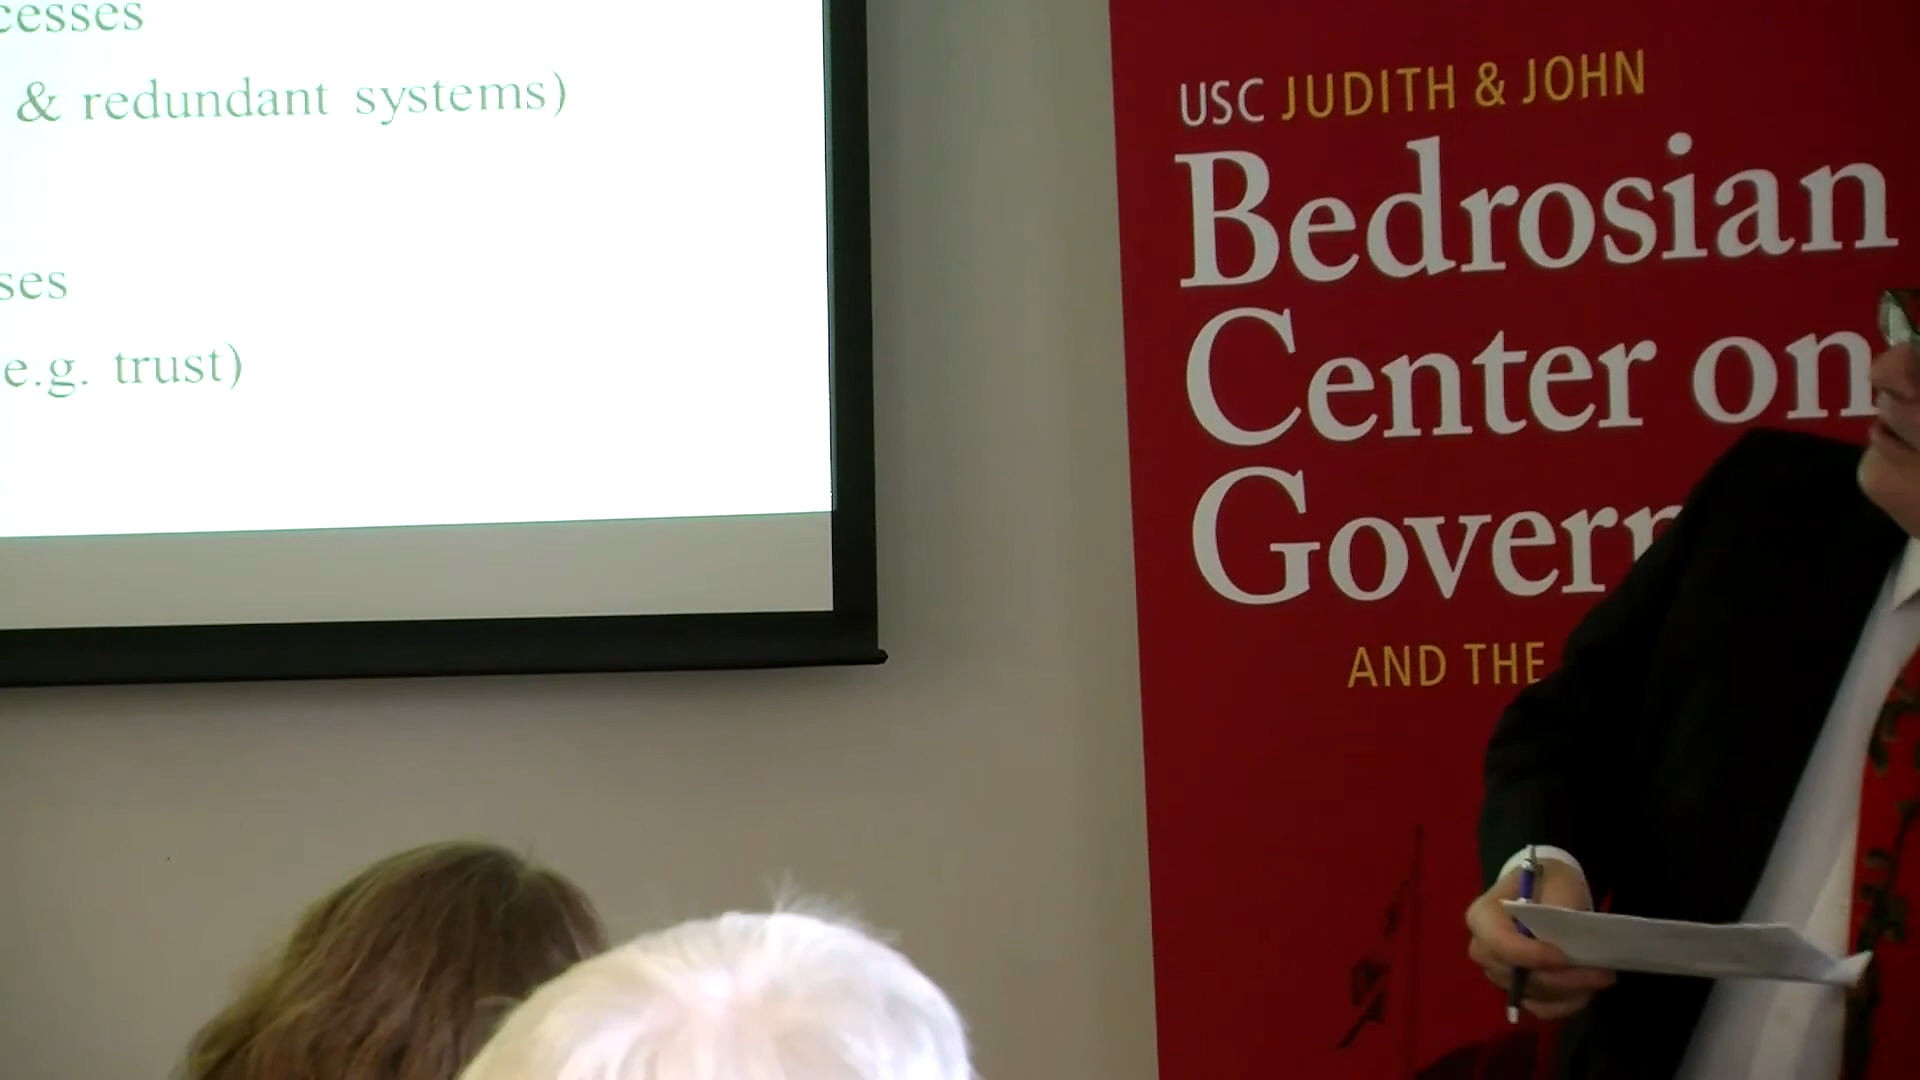 cesses
& redundant systems)
ses
e.g. trust)
USC JUDITH & JOHN
Bedrosian
Center on
Govern
AND THE